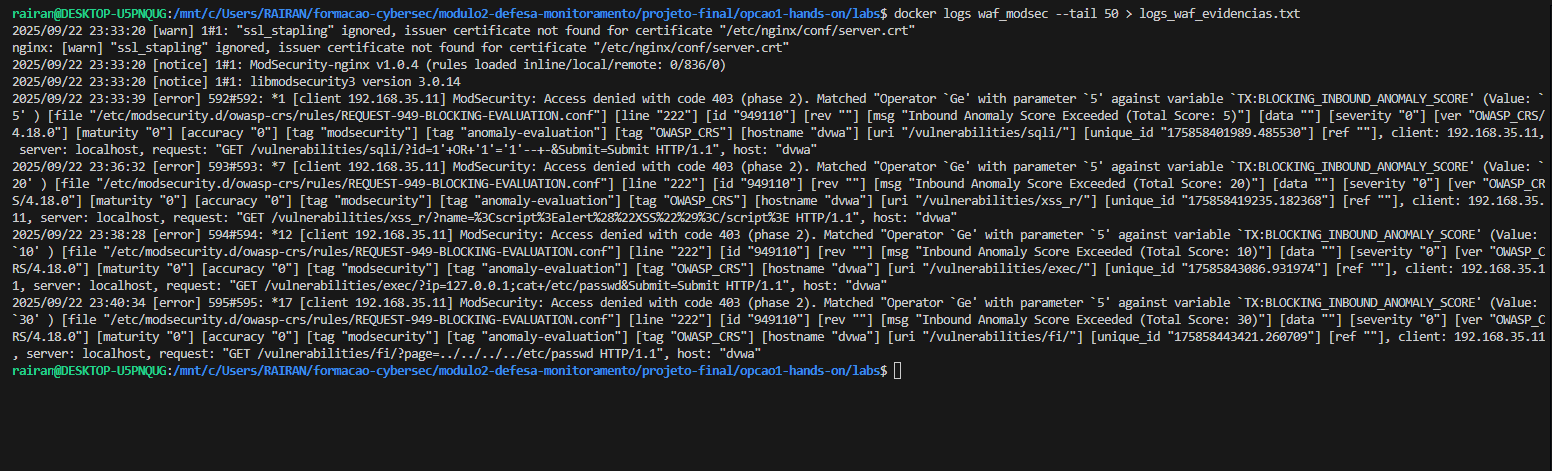 rairan@DESKTOP-U5PNQUG:/mnt/c/Users/RAIRAN/formacao-cybersec/modulo2-defesa-monitoramento/projeto-final/opcao1-hands-on/labs$ docker logs waf_modsec --tail 50 > logs_waf_evidencias.txt
2025/09/22 23:33:20 [warn] 1#1: "ssl_stapling" ignored, issuer certificate not found for certificate "/etc/nginx/conf/server.crt"
nginx: [warn] "ssl_stapling" ignored, issuer certificate not found for certificate "/etc/nginx/conf/server.crt"
2025/09/22 23:33:20 [notice] 1#1: ModSecurity-nginx v1.0.4 (rules loaded inline/local/remote: 0/836/0)
2025/09/22 23:33:20 [notice] 1#1: libmodsecurity3 version 3.0.14
2025/09/22 23:33:39 [error] 592#592: *1 [client 192.168.35.11] ModSecurity: Access denied with code 403 (phase 2). Matched "Operator `Ge' with parameter `5' against variable `TX:BLOCKING_INBOUND_ANOMALY_SCORE' (Value: `
5' ) [file "/etc/modsecurity.d/owasp-crs/rules/REQUEST-949-BLOCKING-EVALUATION.conf"] [line "222"] [id "949110"] [rev ""] [msg "Inbound Anomaly Score Exceeded (Total Score: 5)"] [data ""] [severity "0"] [ver "OWASP_CRS/
4.18.0"] [maturity "0"] [accuracy "0"] [tag "modsecurity"] [tag "anomaly-evaluation"] [tag "OWASP_CRS"] [hostname "dvwa"] [uri "/vulnerabilities/sqli/"] [unique_id "175858401989.485530"] [ref ""], client: 192.168.35.11,
 server: localhost, request: "GET /vulnerabilities/sqli/?id=1'+OR+'1'='1'--+-&Submit=Submit HTTP/1.1", host: "dvwa"
2025/09/22 23:36:32 [error] 593#593: *7 [client 192.168.35.11] ModSecurity: Access denied with code 403 (phase 2). Matched "Operator `Ge' with parameter `5' against variable `TX:BLOCKING_INBOUND_ANOMALY_SCORE' (Value: `
20' ) [file "/etc/modsecurity.d/owasp-crs/rules/REQUEST-949-BLOCKING-EVALUATION.conf"] [line "222"] [id "949110"] [rev ""] [msg "Inbound Anomaly Score Exceeded (Total Score: 20)"] [data ""] [severity "0"] [ver "OWASP_CR
S/4.18.0"] [maturity "0"] [accuracy "0"] [tag "modsecurity"] [tag "anomaly-evaluation"] [tag "OWASP_CRS"] [hostname "dvwa"] [uri "/vulnerabilities/xss_r/"] [unique_id "175858419235.182368"] [ref ""], client: 192.168.35.
11, server: localhost, request: "GET /vulnerabilities/xss_r/?name=%3Cscript%3Ealert%28%22XSS%22%29%3C/script%3E HTTP/1.1", host: "dvwa"
2025/09/22 23:38:28 [error] 594#594: *12 [client 192.168.35.11] ModSecurity: Access denied with code 403 (phase 2). Matched "Operator `Ge' with parameter `5' against variable `TX:BLOCKING_INBOUND_ANOMALY_SCORE' (Value:
`10' ) [file "/etc/modsecurity.d/owasp-crs/rules/REQUEST-949-BLOCKING-EVALUATION.conf"] [line "222"] [id "949110"] [rev ""] [msg "Inbound Anomaly Score Exceeded (Total Score: 10)"] [data ""] [severity "0"] [ver "OWASP_C
RS/4.18.0"] [maturity "0"] [accuracy "0"] [tag "modsecurity"] [tag "anomaly-evaluation"] [tag "OWASP_CRS"] [hostname "dvwa"] [uri "/vulnerabilities/exec/"] [unique_id "17585843086.931974"] [ref ""], client: 192.168.35.1
1, server: localhost, request: "GET /vulnerabilities/exec/?ip=127.0.0.1;cat+/etc/passwd&Submit=Submit HTTP/1.1", host: "dvwa"
2025/09/22 23:40:34 [error] 595#595: *17 [client 192.168.35.11] ModSecurity: Access denied with code 403 (phase 2). Matched "Operator `Ge' with parameter `5' against variable `TX:BLOCKING_INBOUND_ANOMALY_SCORE' (Value:
`30' ) [file "/etc/modsecurity.d/owasp-crs/rules/REQUEST-949-BLOCKING-EVALUATION.conf"] [line "222"] [id "949110"] [rev ""] [msg "Inbound Anomaly Score Exceeded (Total Score: 30)"] [data ""] [severity "0"] [ver "OWASP_C
RS/4.18.0"] [maturity "0"] [accuracy "0"] [tag "modsecurity"] [tag "anomaly-evaluation"] [tag "OWASP_CRS"] [hostname "dvwa"] [uri "/vulnerabilities/fi/"] [unique_id "175858443421.260709"] [ref ""], client: 192.168.35.11
, server: localhost, request: "GET /vulnerabilities/fi/?page=../../../../etc/passwd HTTP/1.1", host: "dvwa"
rairan@DESKTOP-U5PNQUG:/mnt/c/Users/RAIRAN/formacao-cybersec/modulo2-defesa-monitoramento/projeto-final/opcao1-hands-on/labs$